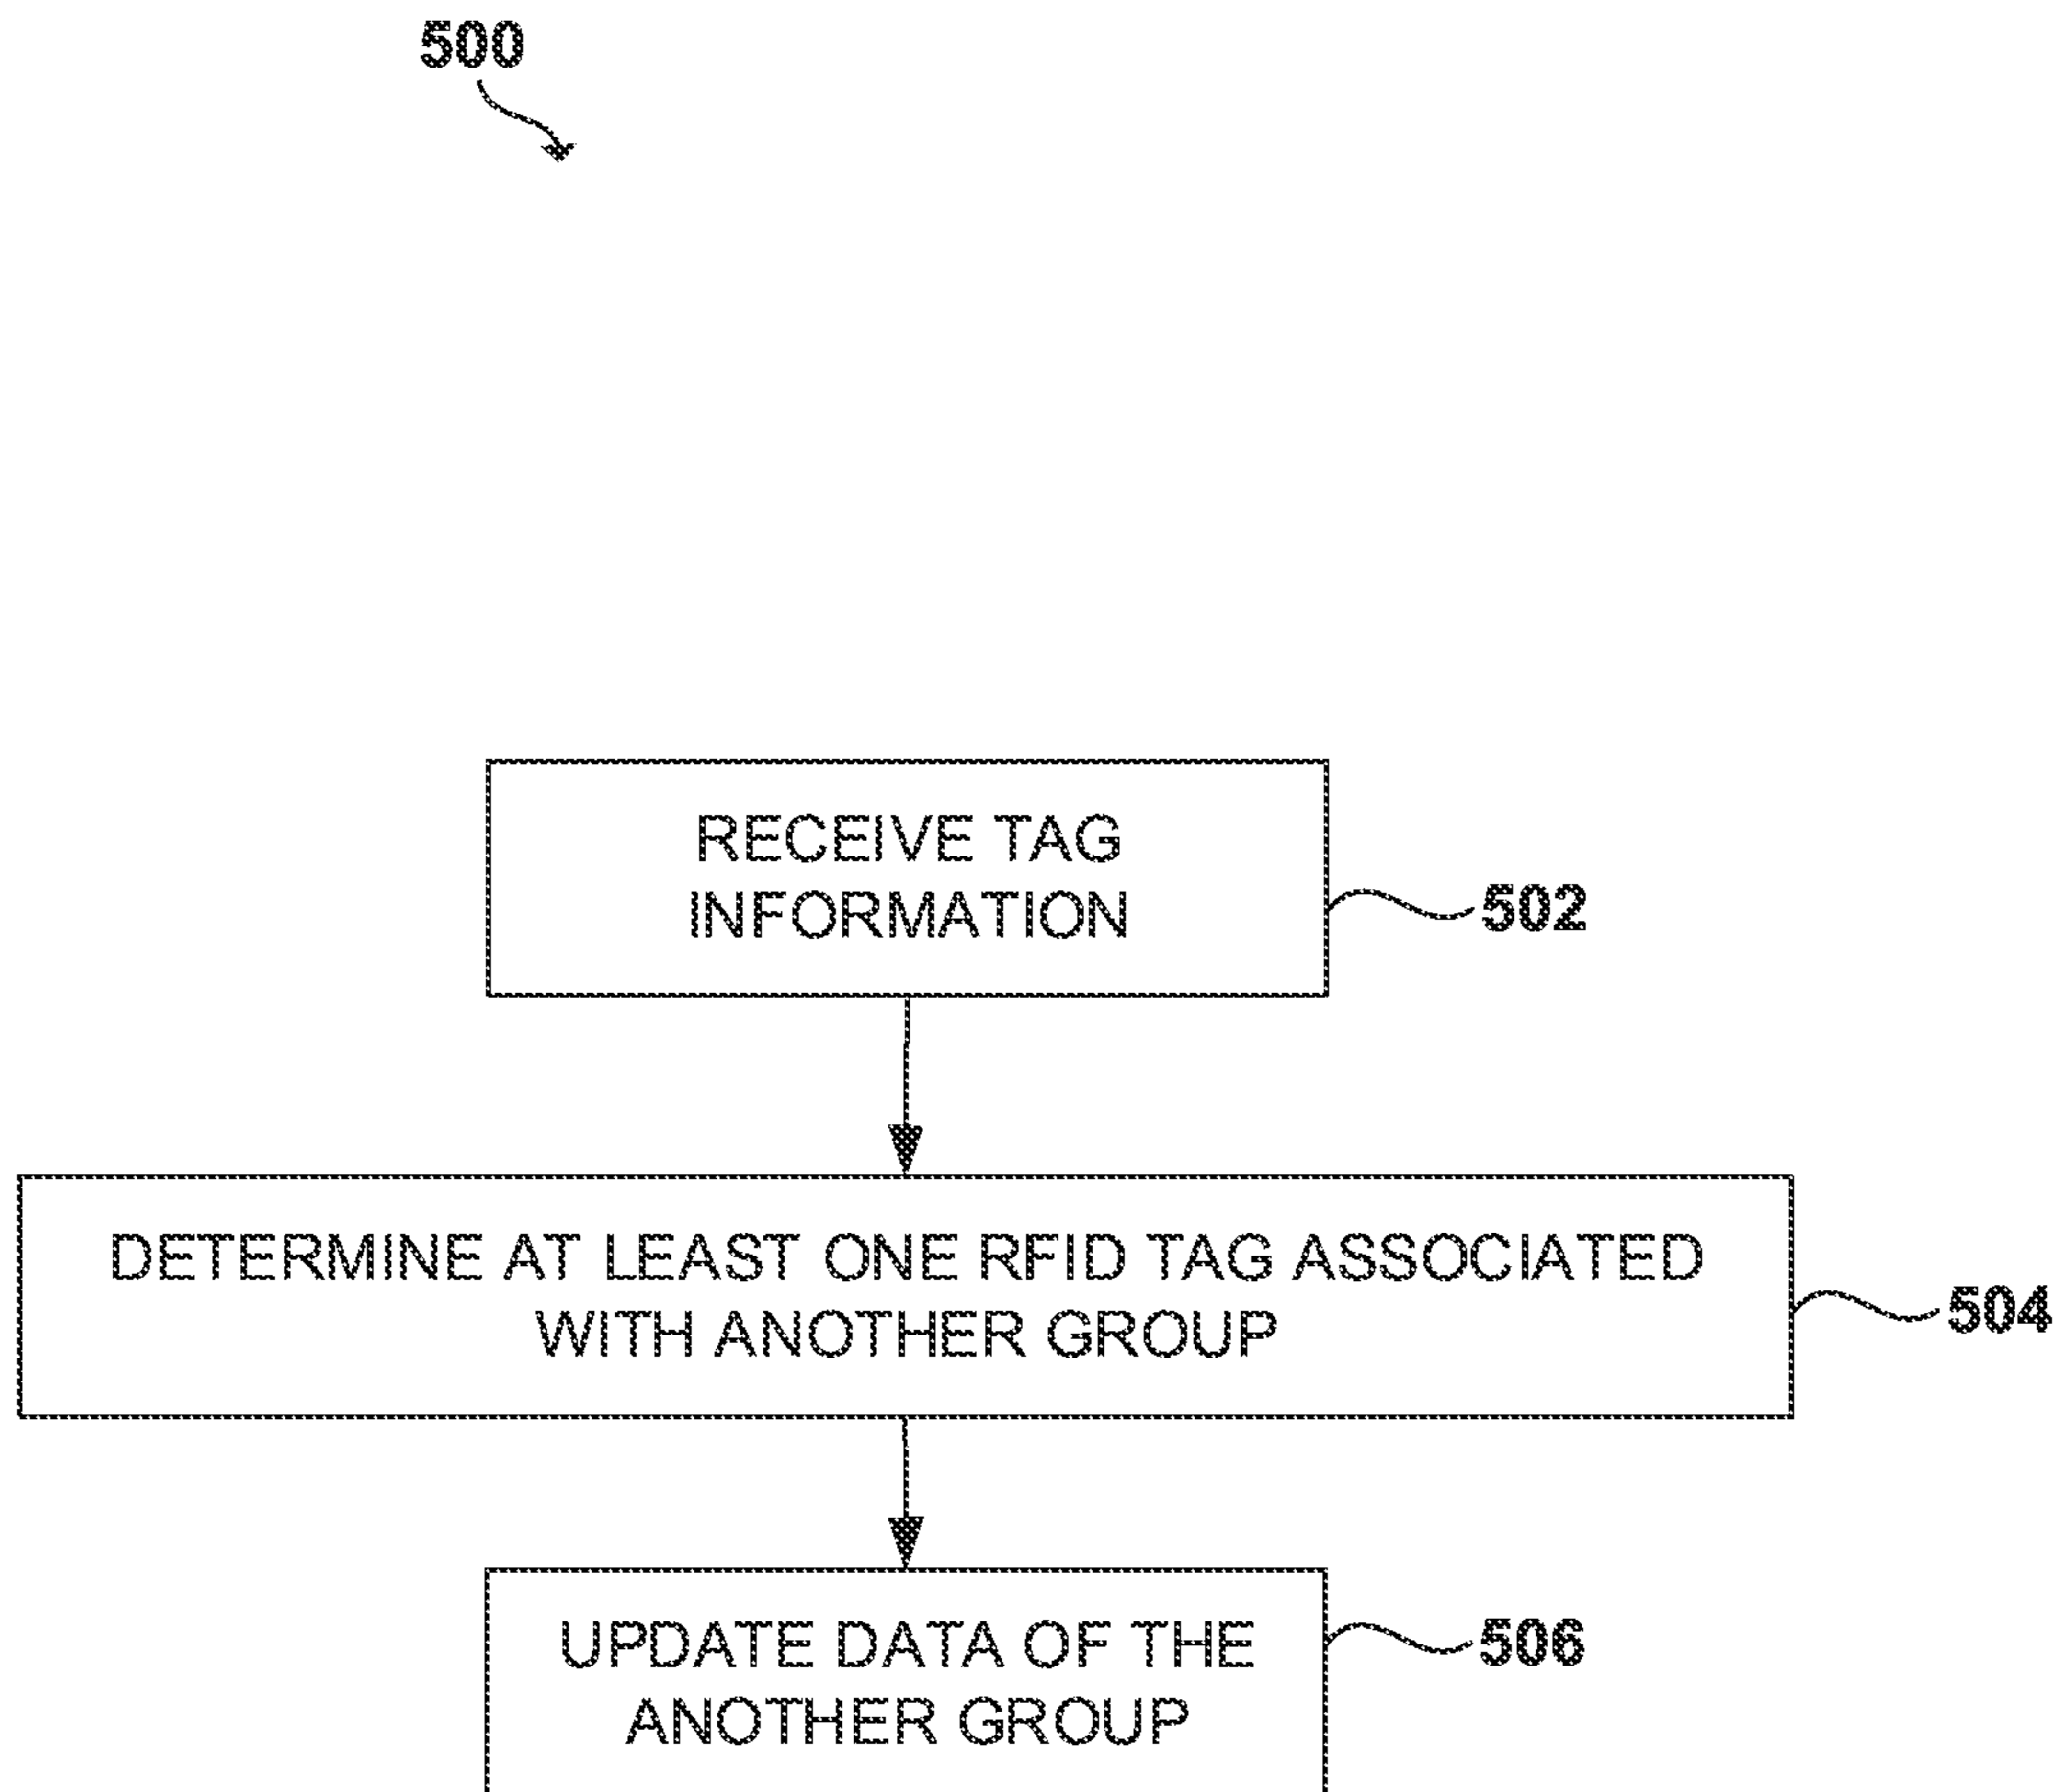 500
RECEIVE TAG
INFORMATION
502
DETERMINE AT LEAST ONE RFID TAG ASSOCIATED
WITH ANOTHER GROUP
504
UPDATE DATA OF THE
ANOTHER GROUP
506